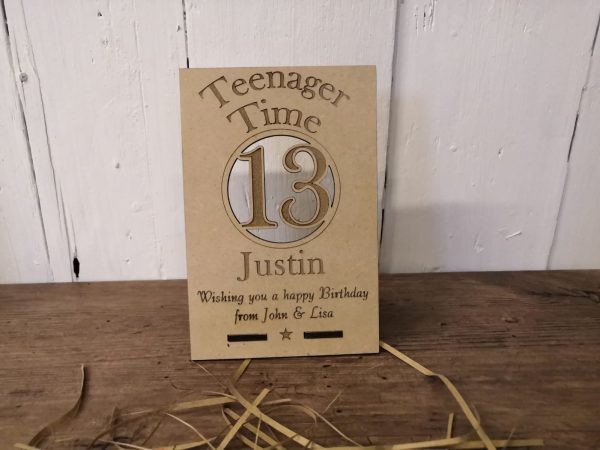 Teenager
Time
13
Justin
Wishing you a happy Birthday
from John & Lisa